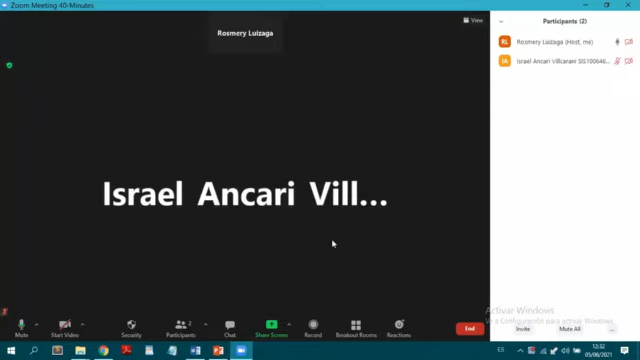 Zoom Meeting 40-Minutes
View
Rosmery Luizaga
Israel Ancari Vill...
Participants (2)
RL Rosmery Luizaga (Host, me)
IA Israel Ancari Villcarani SIS100646...
Mute
Start Video
Security
Participants 2
Chat
Share Screen
Record
Breakout Rooms
Reactions
End
Activar Windows
Ve a Configuración para activar Windows.
Invite
Mute All
...
ES
12:32
05/06/2021